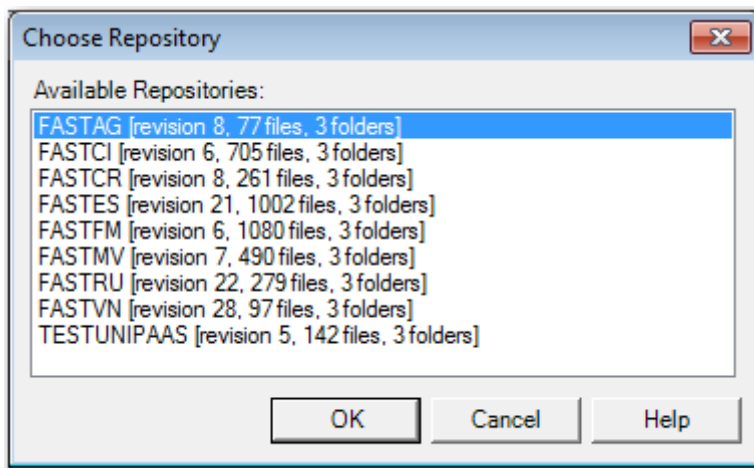 Choose Repository
Available Repositories:
FASTAG [revision 8, 77 files, 3 folders]
FASTCI [revision 6, 705 files, 3 folders]
FASTCR [revision 8, 261 files, 3 folders]
FASTES [revision 21, 1002 files, 3 folders]
FASTFM [revision 6, 1080 files, 3 folders]
FASTMV [revision 7, 490 files, 3 folders]
FASTRU [revision 22, 279 files, 3 folders]
FASTVN [revision 28, 97 files, 3 folders]
TESTUNIPAAS [revision 5, 142 files, 3 folders]
OK Cancel Help